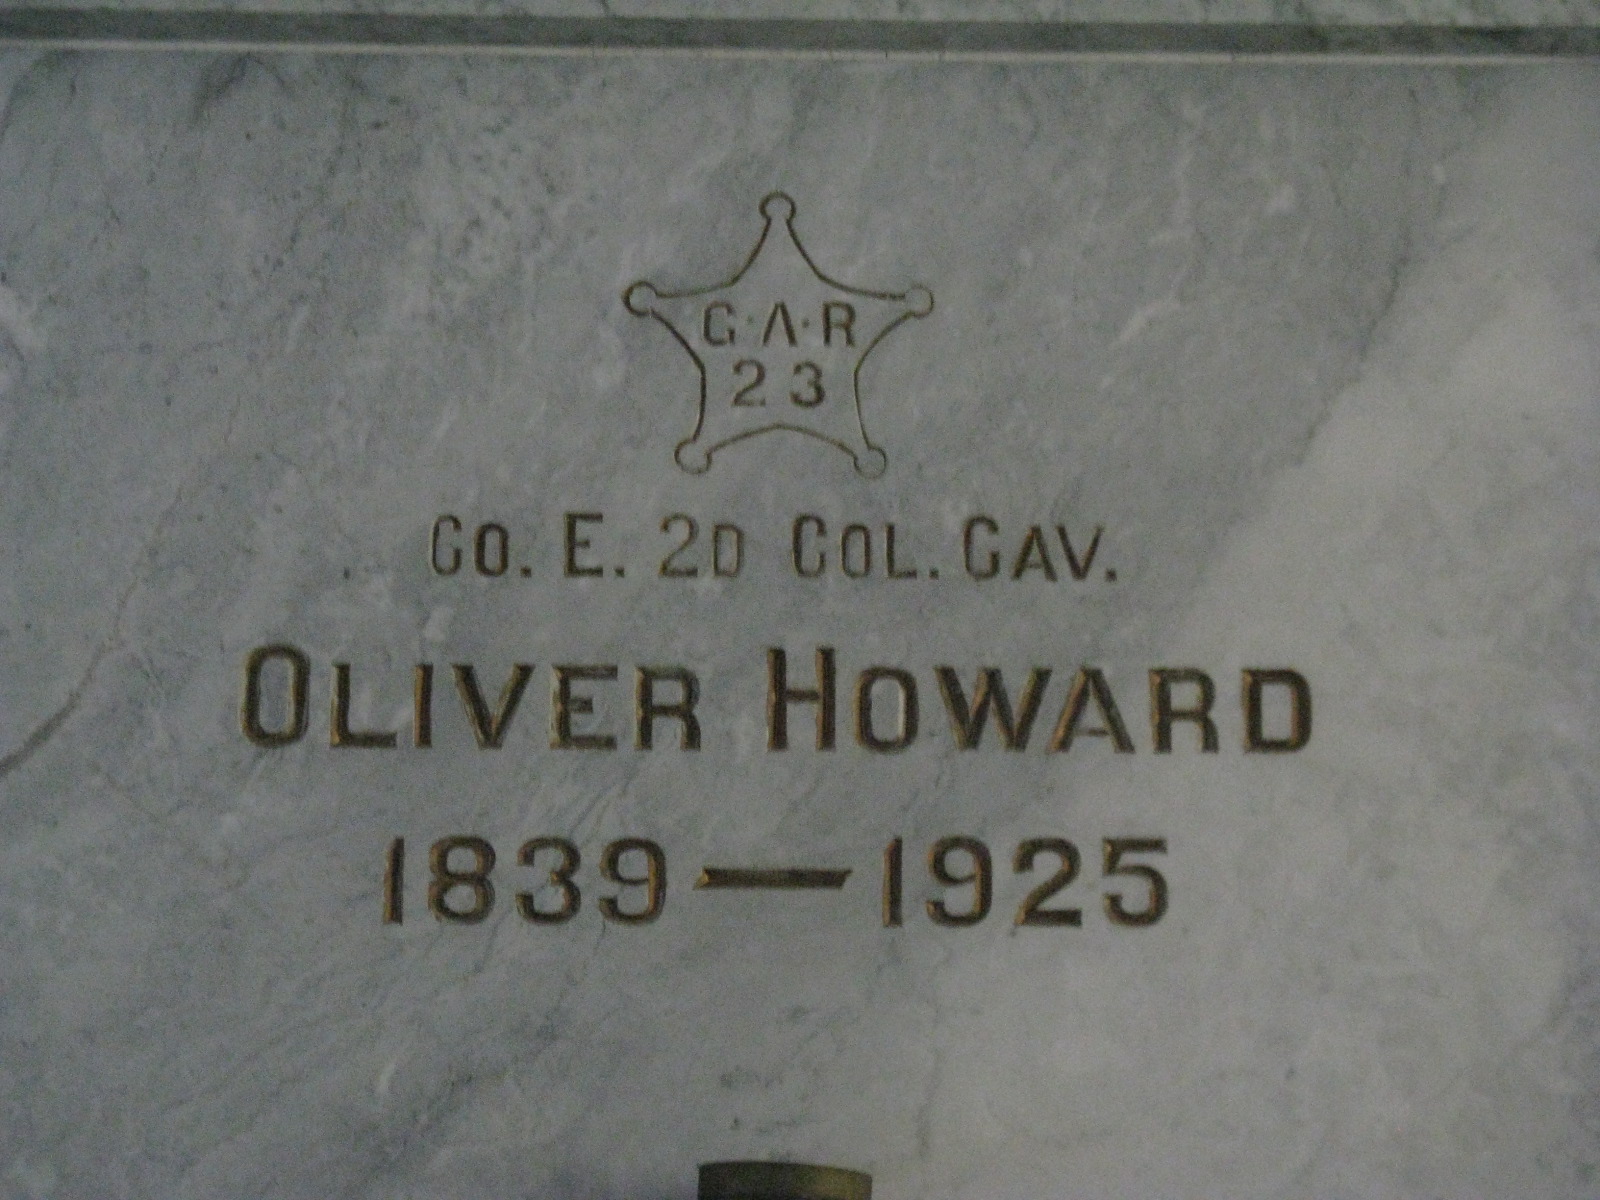 G·A·R
23
Co. E. 2D COL. CAV.
OLIVER HOWARD
1839—1925